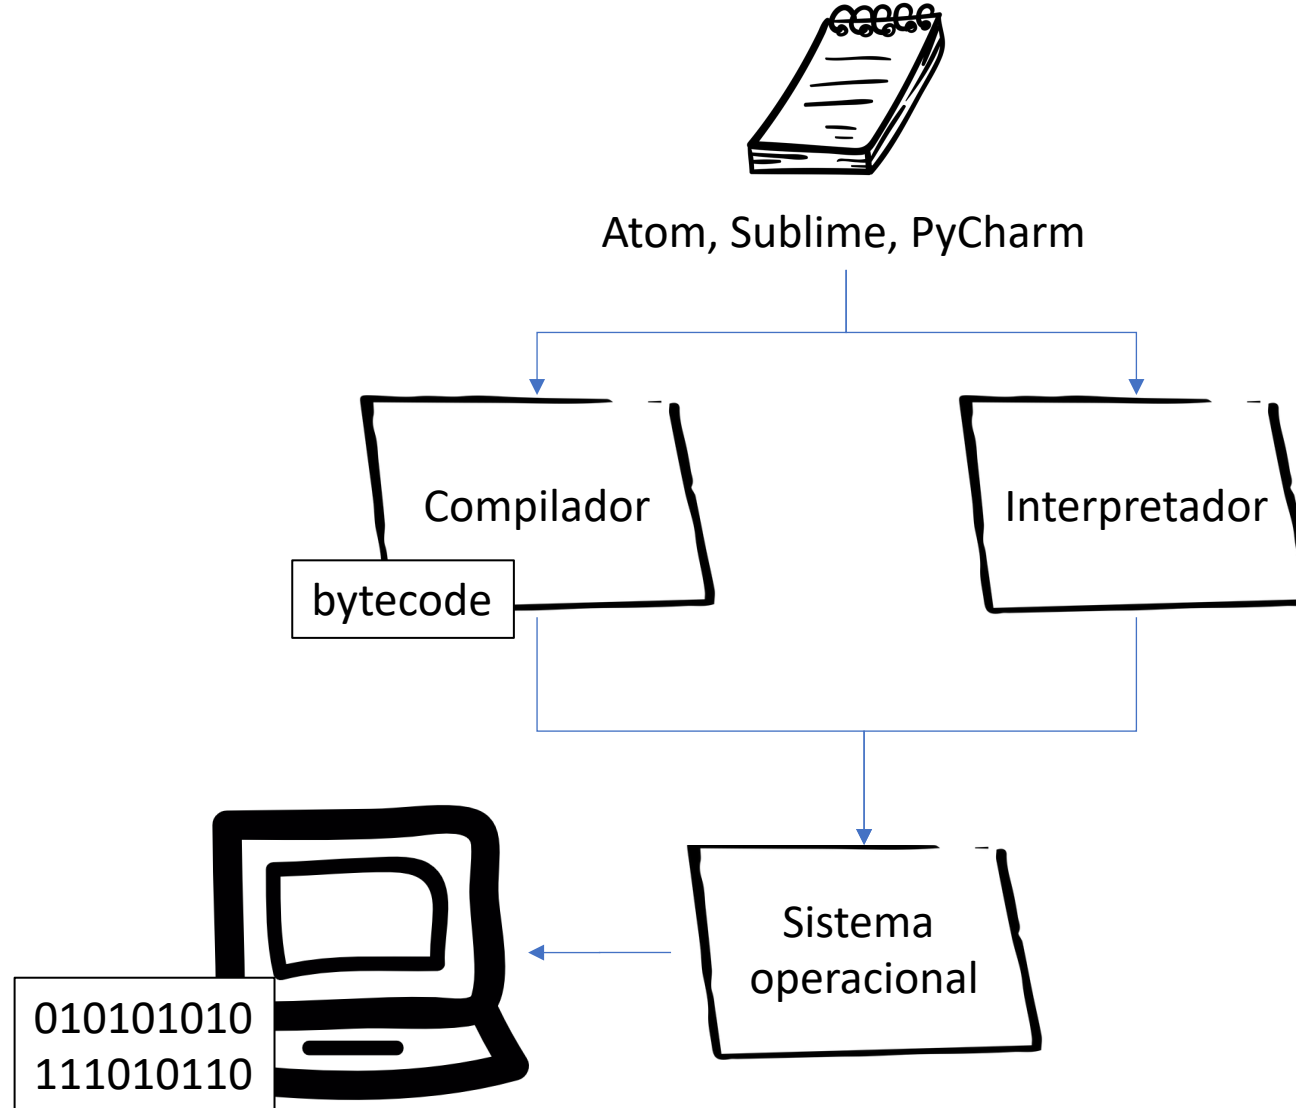 Atom, Sublime, PyCharm
Compilador
Interpretador
bytecode
Sistema
operacional
010101010
111010110